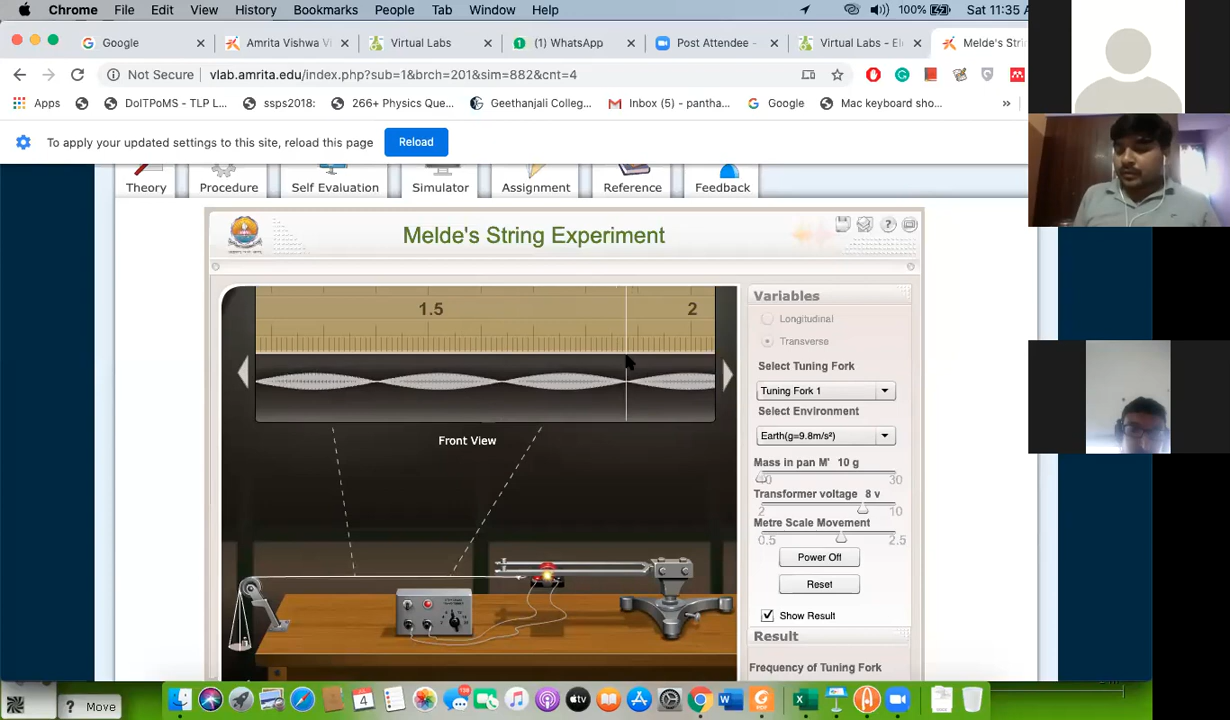 Chrome File Edit View History Bookmarks People Tab Window Help 100% Sat 11:35 A
Google Amrita Vishwa Vi Virtual Labs (1) WhatsApp Post Attendee - Virtual Labs - Ele Melde's Strin
Not Secure vlab.amrita.edu/index.php?sub=1&brch=201&sim=882&cnt=4
Apps DoITPoMS - TLP L... ssps2018: 266+ Physics Que... Geethanjali Colleg... Inbox (5) - pantha... Google Mac keyboard sho... »
To apply your updated settings to this site, reload this page Reload
Theory Procedure Self Evaluation Simulator Assignment Reference Feedback
Melde's String Experiment
1.5 2
Front View
Variables
Longitudinal
Transverse
Select Tuning Fork
Tuning Fork 1
Select Environment
Earth(g=9.8m/s²)
Mass in pan M' 10 g
10 30
Transformer voltage 8 v
2 10
Metre Scale Movement
0.5 2.5
Power Off
Reset
Show Result
Result
Frequency of Tuning Fork
? Move